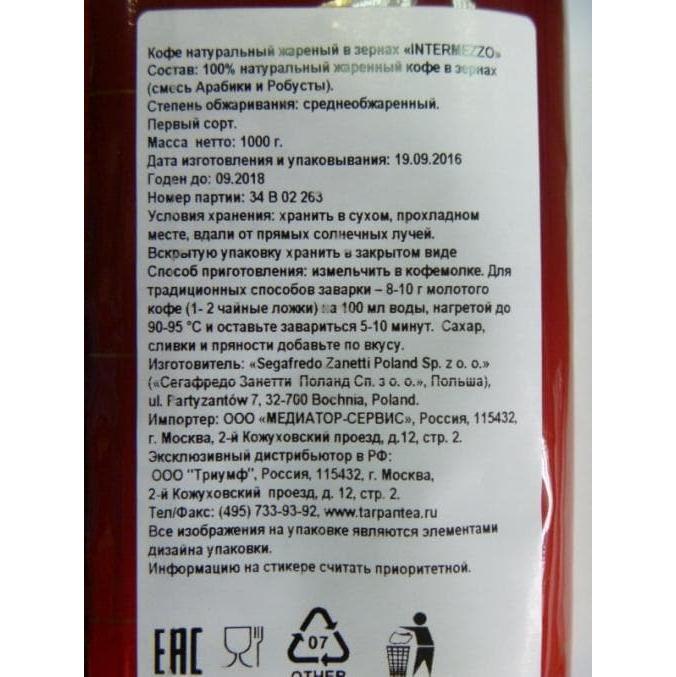 Кофе натуральный жареный в зернах «INTERMEZZO»
Состав: 100% натуральный жаренный кофе в зернах
(смесь Арабики и Робусты).
Степень обжаривания: среднеобжаренный.
Первый сорт.
Масса нетто: 1000 г.
Дата изготовления и упаковывания: 19.09.2016
Годен до: 09.2018
Номер партии: 34 В 02 263
Условия хранения: хранить в сухом, прохладном
месте, вдали от прямых солнечных лучей.
Вскрытую упаковку хранить в закрытом виде
Способ приготовления: измельчить в кофемолке. Для
традиционных способов заварки – 8-10 г молотого
кофе (1- 2 чайные ложки) на 100 мл воды, нагретой до
90-95 °С и оставьте завариться 5-10 минут. Сахар,
сливки и пряности добавьте по вкусу.
Изготовитель: «Segafredo Zanetti Poland Sp. z o. o.»
(«Сегафредо Занетти Поланд Сп. з о. о.», Польша),
ul. Partyzantów 7, 32-700 Bochnia, Poland.
Импортер: ООО «МЕДИАТОР-СЕРВИС», Россия, 115432,
г. Москва, 2-й Кожуховский проезд, д.12, стр. 2.
Эксклюзивный дистрибьютор в РФ:
ООО "Триумф", Россия, 115432, г. Москва,
2-й Кожуховский проезд, д. 12, стр. 2.
Тел/Факс: (495) 733-93-92, www.tarpantea.ru
Все изображения на упаковке являются элементами
дизайна упаковки.
Информацию на стикере считать приоритетной.
ЕАС
07
OTHER